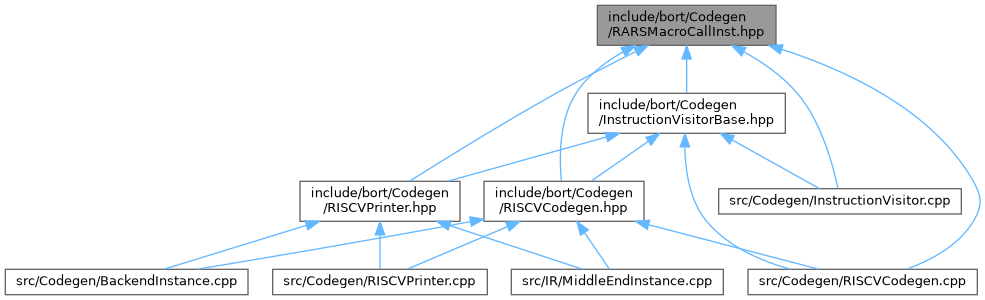 include/bort/Codegen
/RARSMacroCallInst.hpp
include/bort/Codegen
/InstructionVisitorBase.hpp
include/bort/Codegen
/RISCVPrinter.hpp
include/bort/Codegen
/RISCVCodegen.hpp
src/Codegen/InstructionVisitor.cpp
src/Codegen/BackendInstance.cpp
src/Codegen/RISCVPrinter.cpp
src/IR/MiddleEndInstance.cpp
src/Codegen/RISCVCodegen.cpp